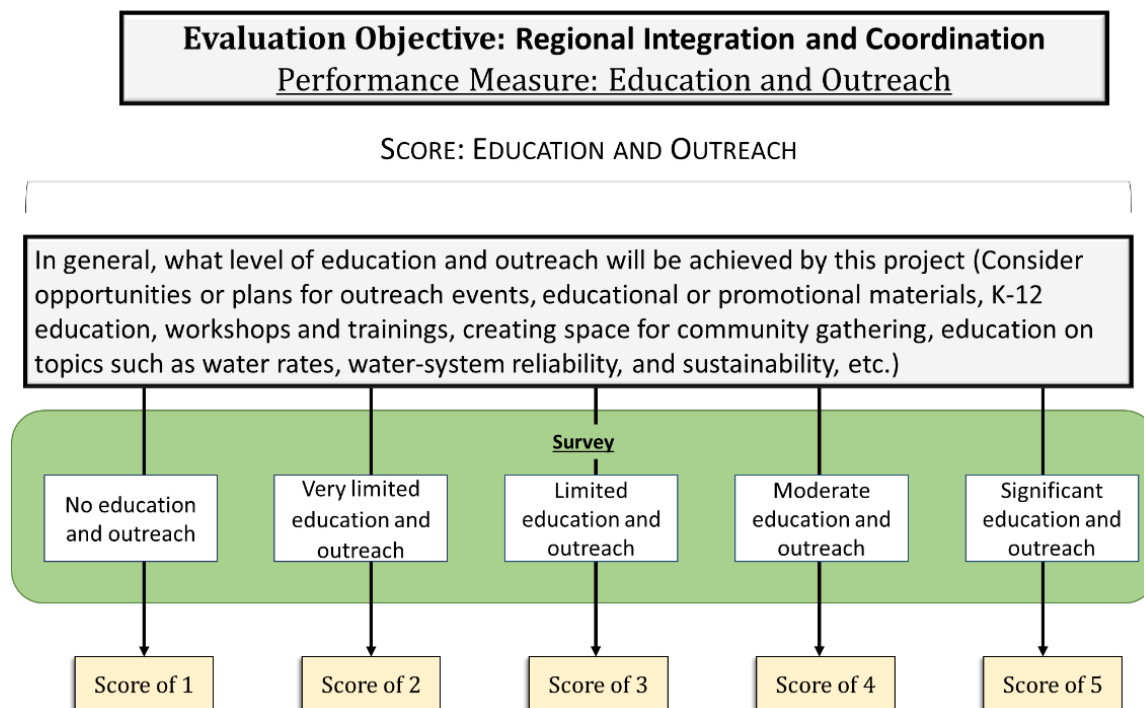 Evaluation Objective: Regional Integration and Coordination
Performance Measure: Education and Outreach
SCORE: EDUCATION AND OUTREACH
In general, what level of education and outreach will be achieved by this project (Consider
opportunities or plans for outreach events, educational or promotional materials, K-12
education, workshops and trainings, creating space for community gathering, education on
topics such as water rates, water-system reliability, and sustainability, etc.)
Survey
No education
and outreach
Very limited
education and
outreach
Limited
education and
outreach
Moderate
education and
outreach
Significant
education and
outreach
Score of 1
Score of 2
Score of 3
Score of 4
Score of 5